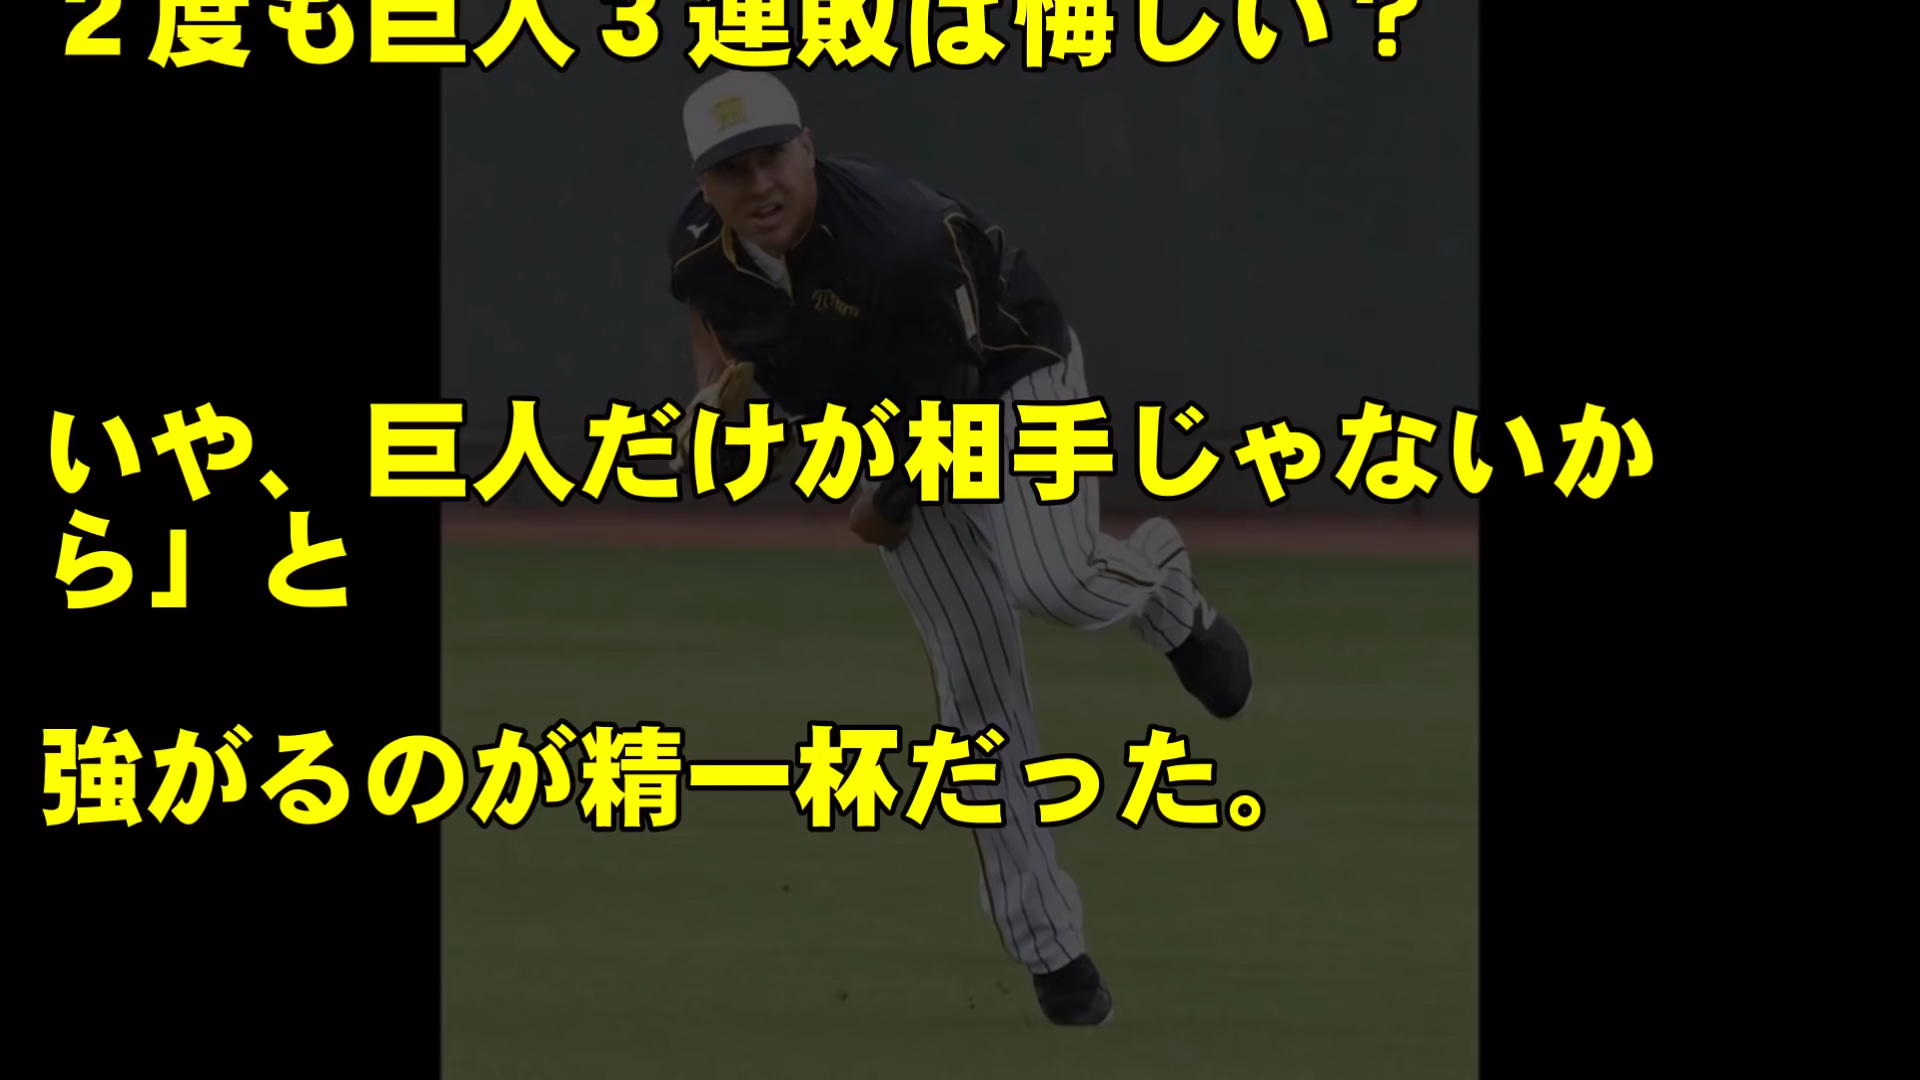 ２度も巨人３連敗は悔しい？
いや、巨人だけが相手じゃないか
ら」と
強がるのが精一杯だった。
Tigers